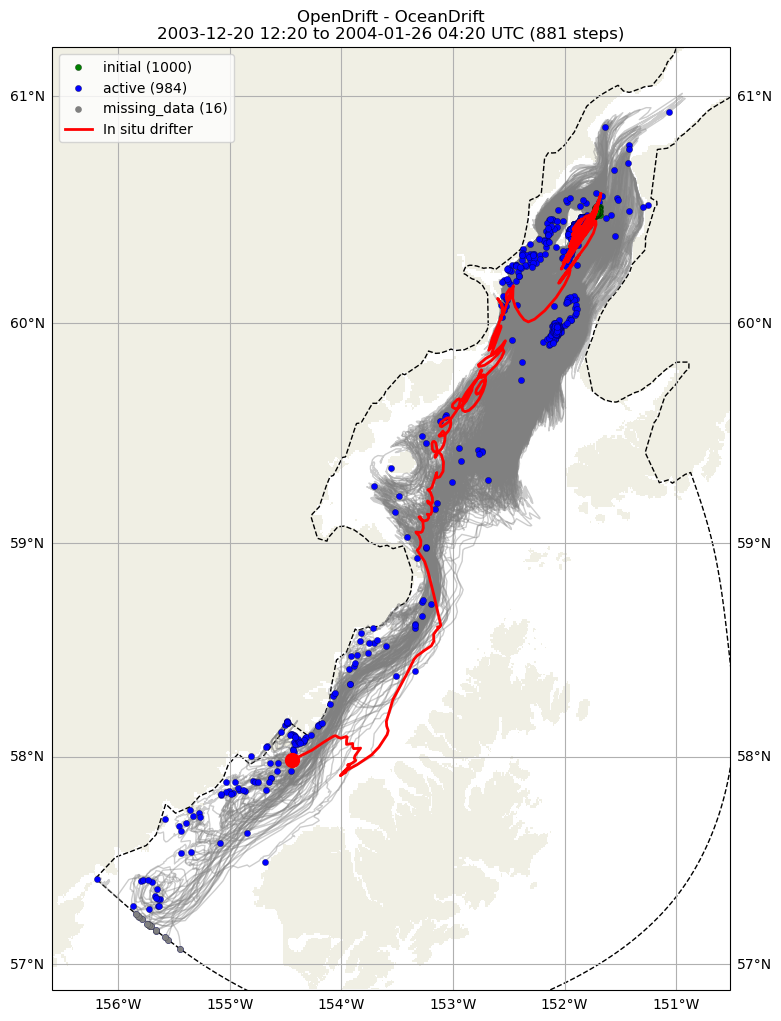 OpenDrift - OceanDrift
2003-12-20 12:20 to 2004-01-26 04:20 UTC (881 steps)
initial (1000)
active (984)
missing_data (16)
In situ drifter
61°N 61°N
60°N 60°N
59°N 59°N
58°N 58°N
57°N 57°N
156°W 155°W 154°W 153°W 152°W 151°W